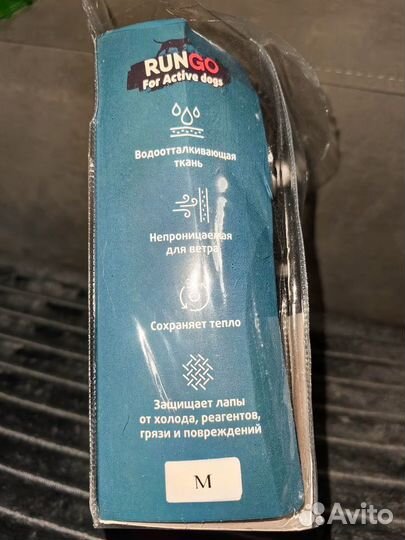 RUNGO
For Active dogs
Водоотталкивающая
ткань
Непроницаемая
для ветра
Сохраняет тепло
Защищает лапы
от холода, реагентов,
грязи и повреждений
M
Avito